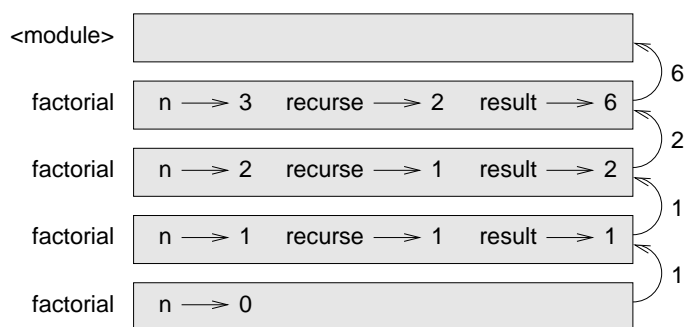 <module>
6
factorial n 3 recurse 2 result 6
2
factorial n 2 recurse 1 result 2
1
factorial n 1 recurse 1 result 1
1
factorial n 0